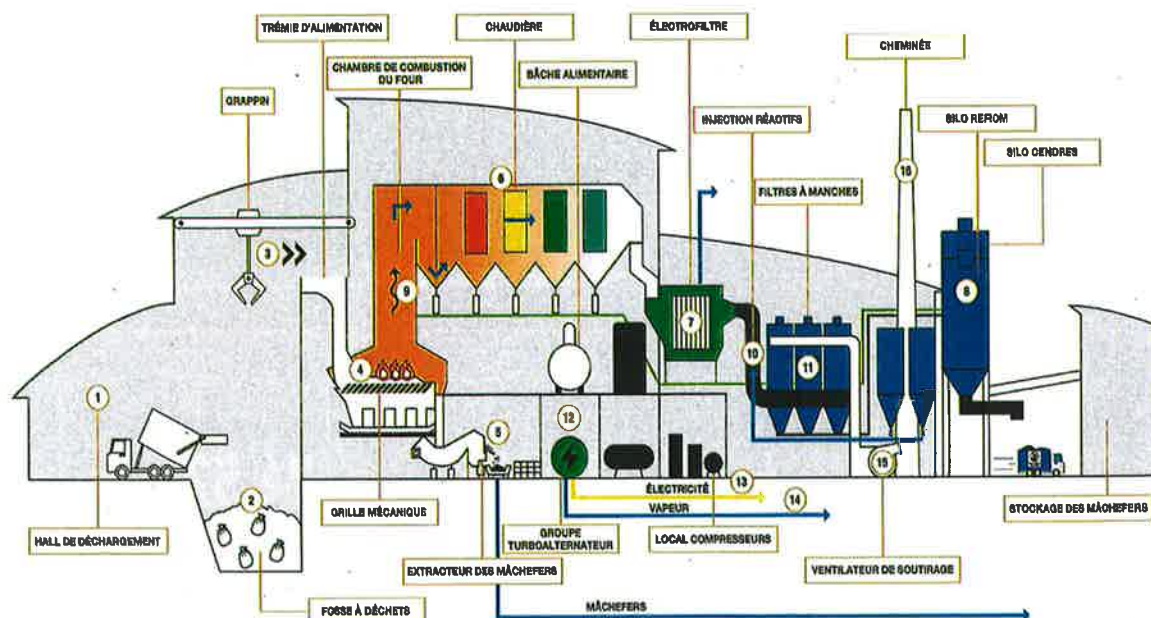 TRÉMIE D'ALIMENTATION
CHAUDIÈRE
ÉLECTROFILTRE
CHEMINÉE
CHAMBRE DE COMBUSTION
DU FOUR
BÂCHE ALIMENTAIRE
GRAPPIN
INJECTION RÉACTIFS
SILO REFIOM
SILO CENDRES
FILTRES À MANCHES
16
6
3
9
8
7
10
11
4
1
12
5
15
13
ÉLECTRICITÉ
2
14
VAPEUR
GRILLE MÉCANIQUE
STOCKAGE DES MÂCHEFERS
HALL DE DÉCHARGEMENT
GROUPE
TURBOALTERNATEUR
LOCAL COMPRESSEURS
EXTRACTEUR DES MÂCHEFERS
VENTILATEUR DE SOUTIRAGE
FOSSE À DÉCHETS
MÂCHEFERS